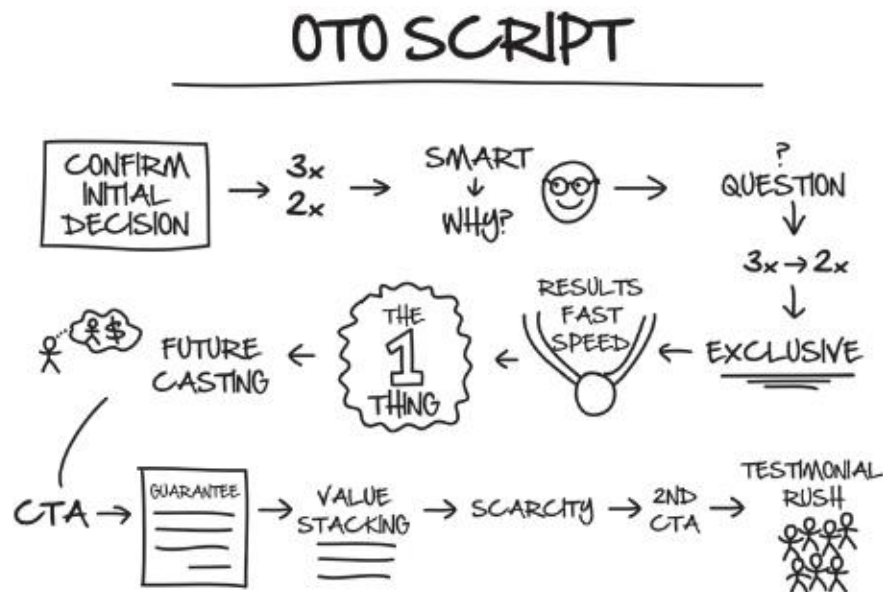 OTO SCRIPT
CONFIRM
INITIAL
DECISION
3x
2x
SMART
WHY?
?
QUESTION
3x → 2x
EXCLUSIVE
RESULTS
FAST
SPEED
THE
1
THING
FUTURE
CASTING
$
CTA
GUARANTEE
VALUE
STACKING
SCARCITY
2ND
CTA
TESTIMONIAL
RUSH